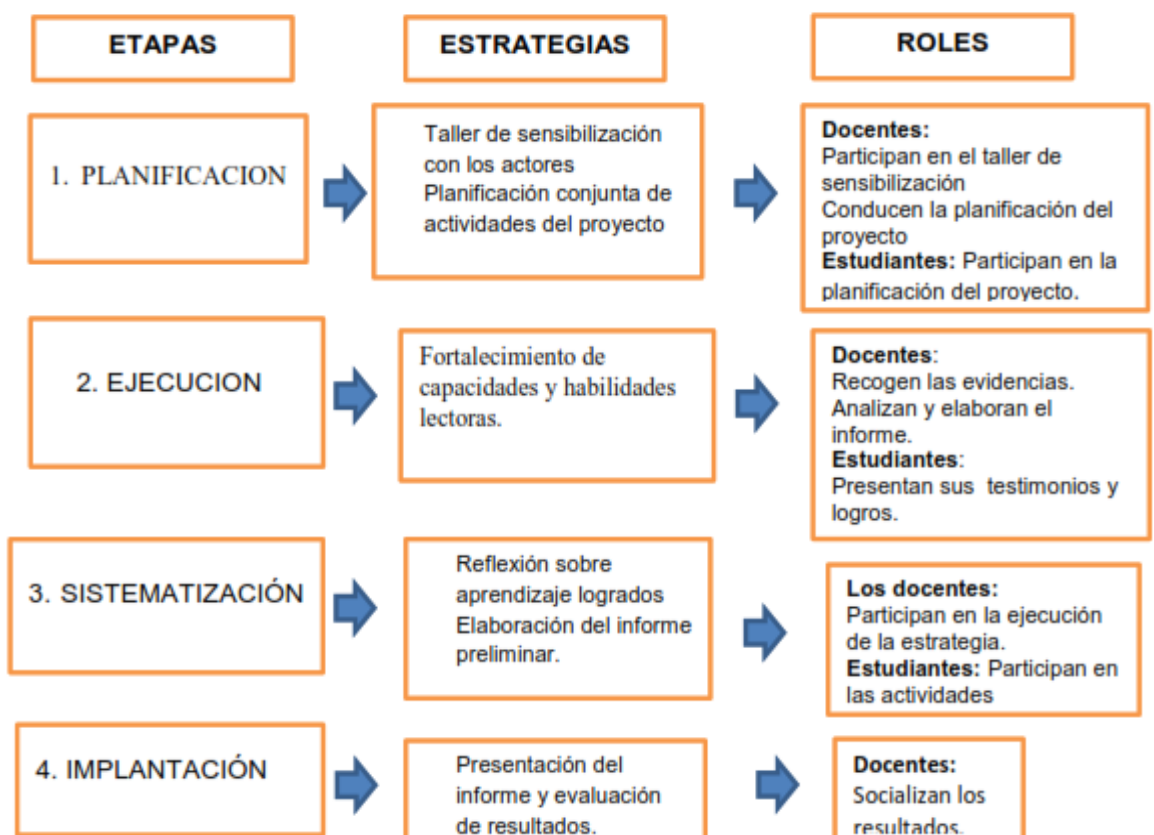 ETAPAS
ESTRATEGIAS
ROLES
1. PLANIFICACION
Taller de sensibilización
con los actores
Planificación conjunta de
actividades del proyecto
Docentes:
Participan en el taller de
sensibilización
Conducen la planificación del
proyecto
Estudiantes: Participan en la
planificación del proyecto.
2. EJECUCION
Fortalecimiento de
capacidades y habilidades
lectoras.
Docentes:
Recogen las evidencias.
Analizan y elaboran el
informe.
Estudiantes:
Presentan sus testimonios y
logros.
3. SISTEMATIZACIÓN
Reflexión sobre
aprendizaje logrados
Elaboración del informe
preliminar.
Los docentes:
Participan en la ejecución
de la estrategia.
Estudiantes: Participan en
las actividades
4. IMPLANTACIÓN
Presentación del
informe y evaluación
de resultados.
Docentes:
Socializan los
resultados.